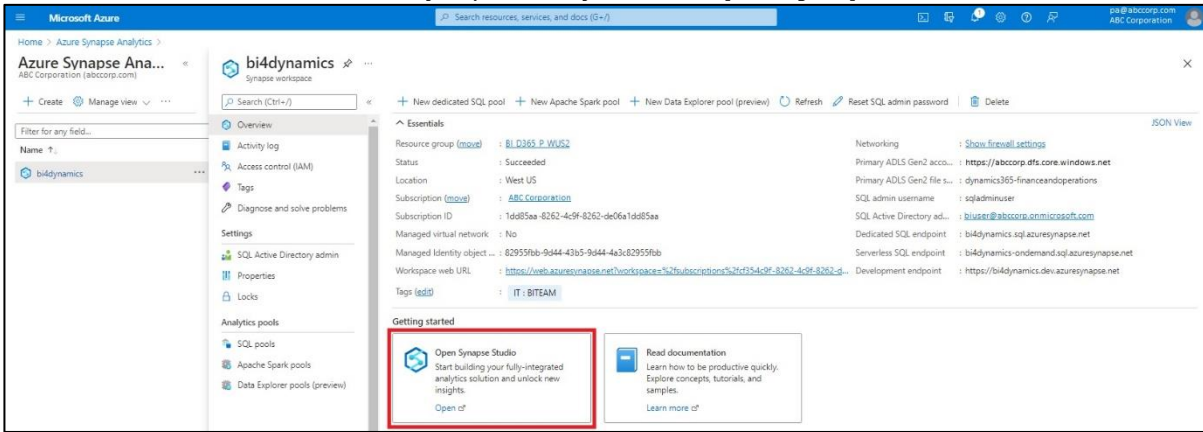 Microsoft Azure
Search resources, services, and docs (G+/)
pa@abccorp.com
ABC Corporation
Home > Azure Synapse Analytics >
Azure Synapse Ana... «
ABC Corporation (abccorp.com)
+ Create Manage view ...
Filter for any field...
Name ↑↓
bi4dynamics ...
bi4dynamics ...
Synapse workspace
Search (Ctrl+/) «
Overview
Activity log
Access control (IAM)
Tags
Diagnose and solve problems
Settings
SQL Active Directory admin
Properties
Locks
Analytics pools
SQL pools
Apache Spark pools
Data Explorer pools (preview)
+ New dedicated SQL pool + New Apache Spark pool + New Data Explorer pool (preview) Refresh Reset SQL admin password Delete
Essentials JSON View
Resource group (move) : BI_D365_P_WUS2
Status : Succeeded
Location : West US
Subscription (move) : ABC Corporation
Subscription ID : 1dd85aa-8262-4c9f-8262-de06a1dd85aa
Managed virtual network : No
Managed Identity object ... : 82955fbb-9d44-43b5-9d44-4a3c82955fbb
Workspace web URL : https://web.azuresynapse.net?workspace=%2fsubscriptions%2fcf354c9f-8262-4c9f-8262-d...
Tags (edit) : IT : BITEAM
Networking : Show firewall settings
Primary ADLS Gen2 acco... : https://abccorp.dfs.core.windows.net
Primary ADLS Gen2 file s... : dynamics365-financeandoperations
SQL admin username : sqladminuser
SQL Active Directory ad... : biuser@abccorp.onmicrosoft.com
Dedicated SQL endpoint : bi4dynamics.sql.azuresynapse.net
Serverless SQL endpoint : bi4dynamics-ondemand.sql.azuresynapse.net
Development endpoint : https://bi4dynamics.dev.azuresynapse.net
Getting started
Open Synapse Studio
Start building your fully-integrated
analytics solution and unlock new
insights.
Open
Read documentation
Learn how to be productive quickly.
Explore concepts, tutorials, and
samples.
Learn more